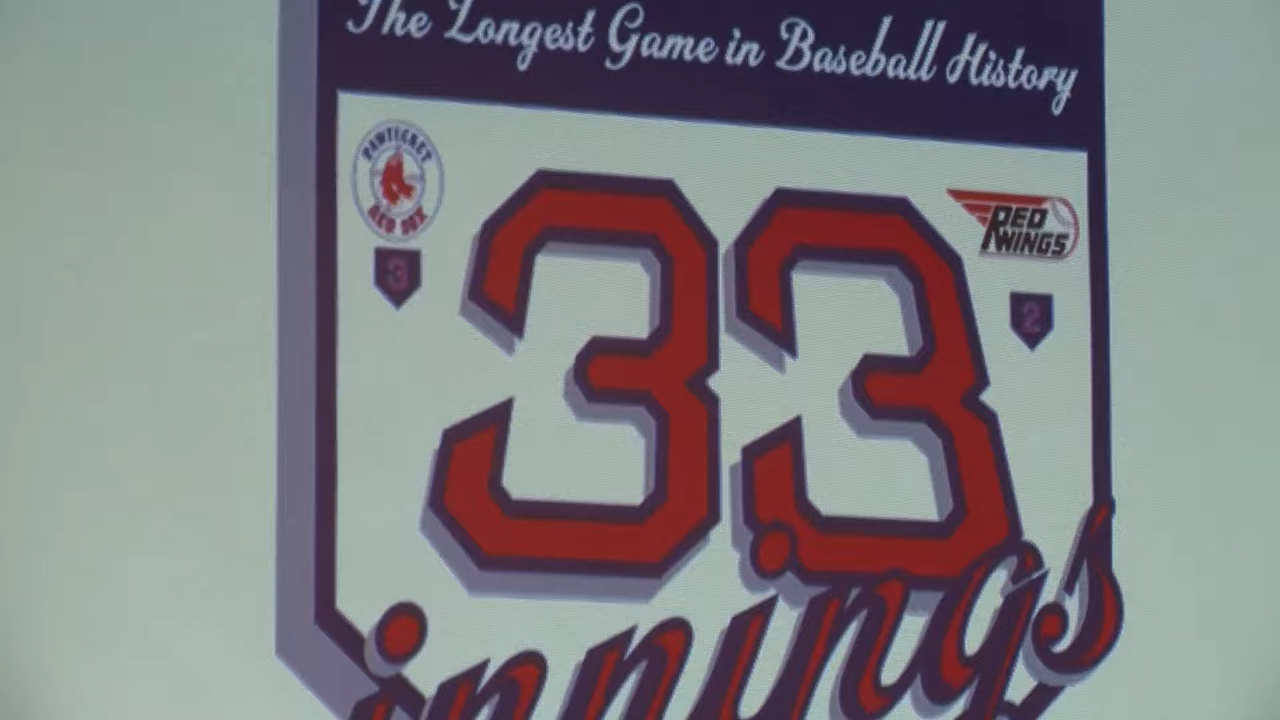 The Longest Game in Baseball History
PAWTUCKET
RED SOX
RED
WINGS
3
2
33
innings